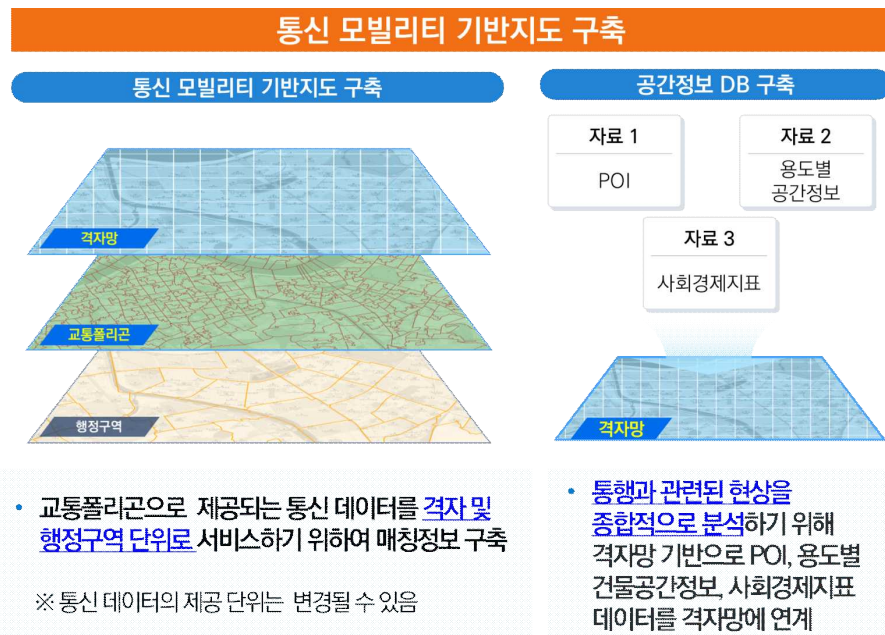 통신 모빌리티 기반지도 구축
통신 모빌리티 기반지도 구축
격자망
교통폴리곤
행정구역
• 교통폴리곤으로 제공되는 통신 데이터를 격자 및
행정구역 단위로 서비스하기 위하여 매칭정보 구축
※ 통신 데이터의 제공 단위는 변경될 수 있음
공간정보 DB 구축
자료 1
POI
자료 2
용도별
공간정보
자료 3
사회경제지표
격자망
• 통행과 관련된 현상을
종합적으로 분석하기 위해
격자망 기반으로 POI, 용도별
건물공간정보, 사회경제지표
데이터를 격자망에 연계